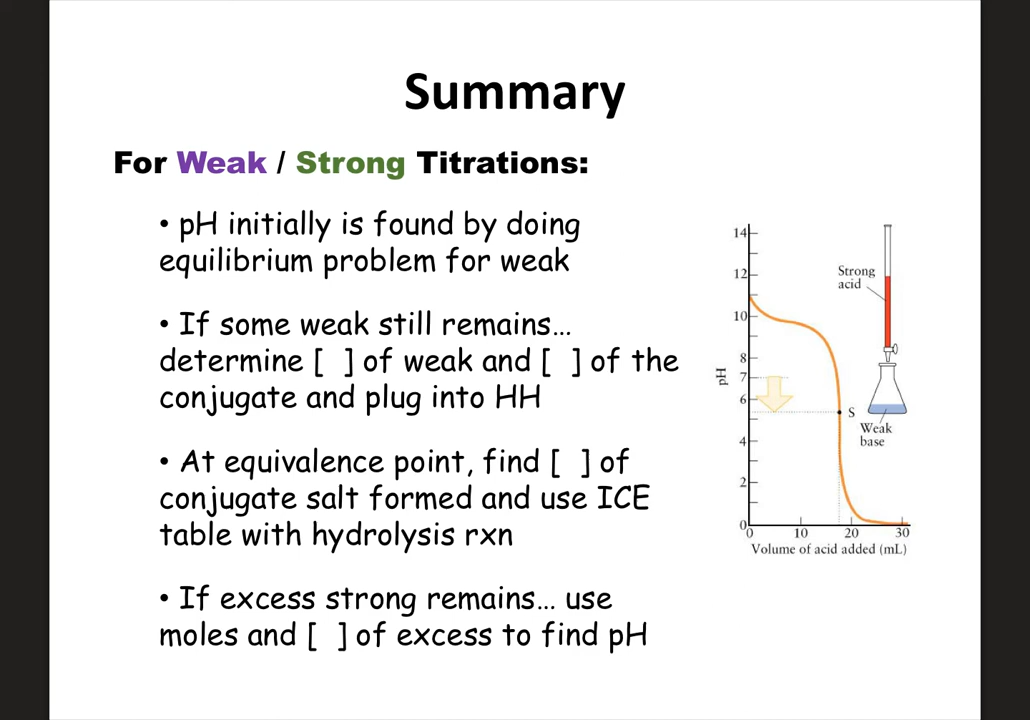 Summary
For Weak / Strong Titrations:
• pH initially is found by doing
equilibrium problem for weak
• If some weak still remains…
determine [  ] of weak and [  ] of the
conjugate and plug into HH
• At equivalence point, find [  ] of
conjugate salt formed and use ICE
table with hydrolysis rxn
• If excess strong remains… use
moles and [  ] of excess to find pH
14
12
10
8
7
6
4
2
0
pH
Strong
acid
S
Weak
base
0 10 20 30
Volume of acid added (mL)